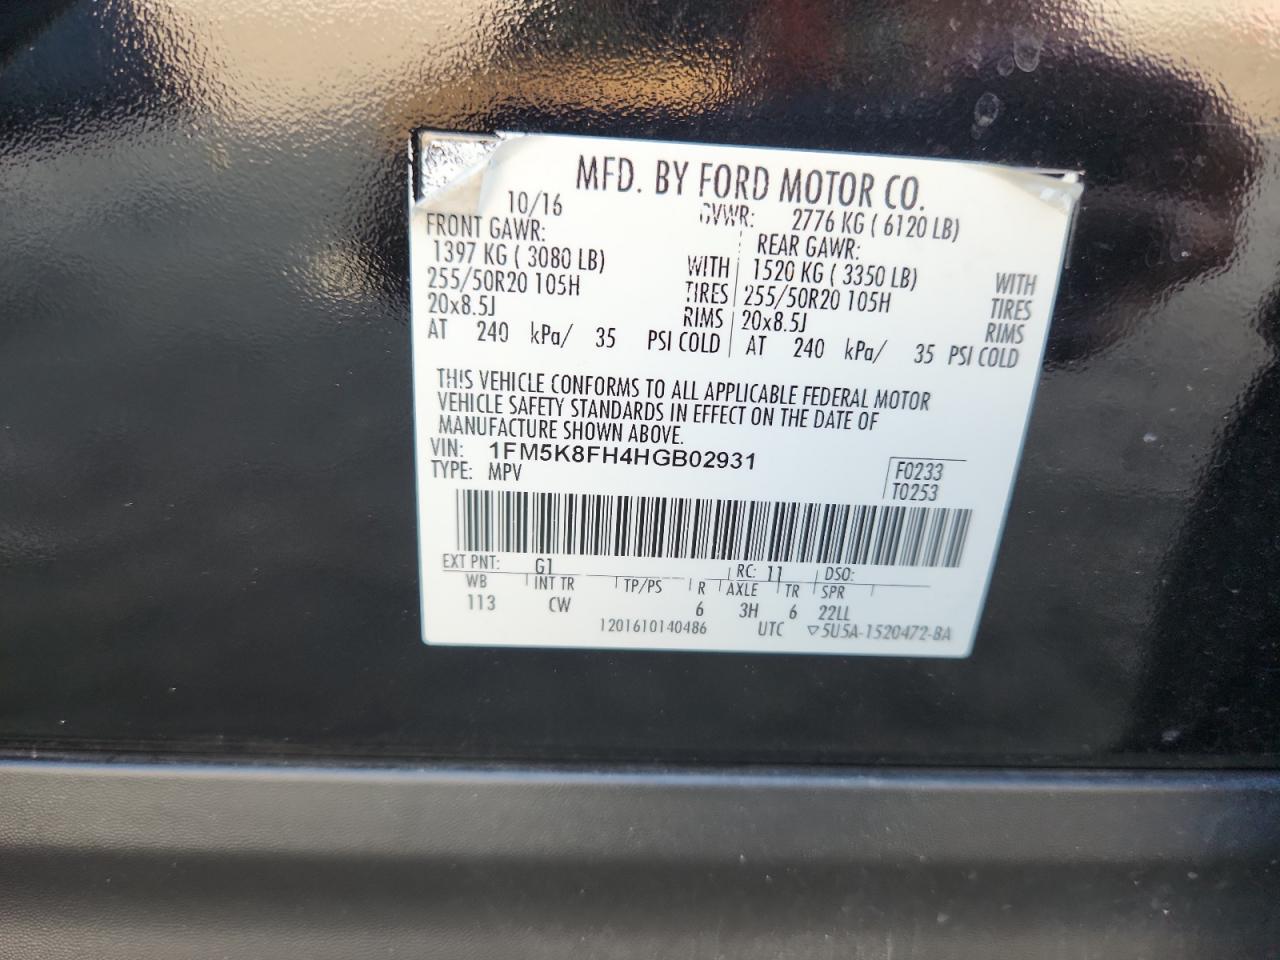 MFD. BY FORD MOTOR CO.
10/16 GVWR: 2776 KG ( 6120 LB)
FRONT GAWR: REAR GAWR:
1397 KG ( 3080 LB) WITH 1520 KG ( 3350 LB) WITH
255/50R20 105H TIRES 255/50R20 105H TIRES
20x8.5J RIMS 20x8.5J RIMS
AT 240 kPa/ 35 PSI COLD AT 240 kPa/ 35 PSI COLD
THIS VEHICLE CONFORMS TO ALL APPLICABLE FEDERAL MOTOR
VEHICLE SAFETY STANDARDS IN EFFECT ON THE DATE OF
MANUFACTURE SHOWN ABOVE.
VIN: 1FM5K8FH4HGB02931
TYPE: MPV
F0233
T0253
EXT PNT: G1 RC: 11 DSO:
WB INT TR TP/PS R AXLE TR SPR
113 CW 6 3H 6 22LL
1201610140486 UTC ▽5U5A-1520472-BA